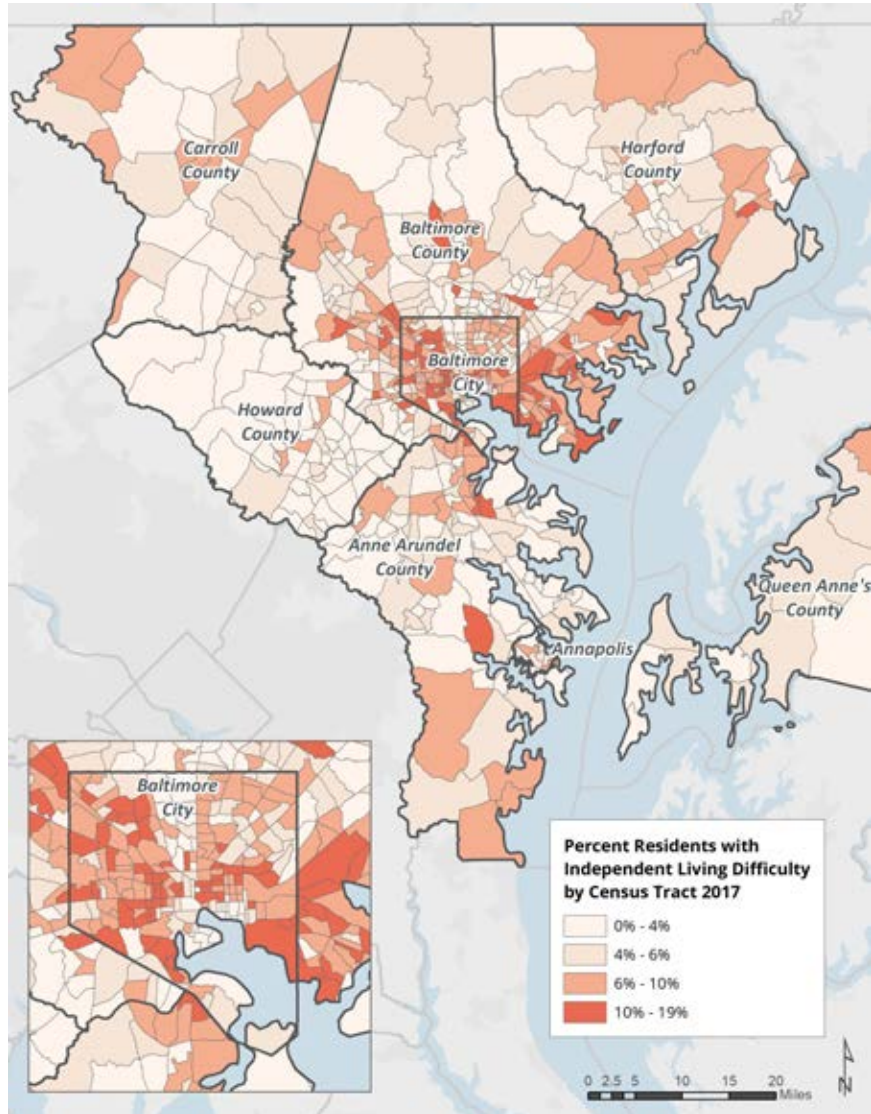 Carroll
County
Harford
County
Baltimore
County
Baltimore
City
Howard
County
Anne Arundel
County
Queen Anne's
County
Annapolis
Baltimore
City
Percent Residents with
Independent Living Difficulty
by Census Tract 2017
0% - 4%
4% - 6%
6% - 10%
10% - 19%
N
0 2.5 5 10 15 20
Miles